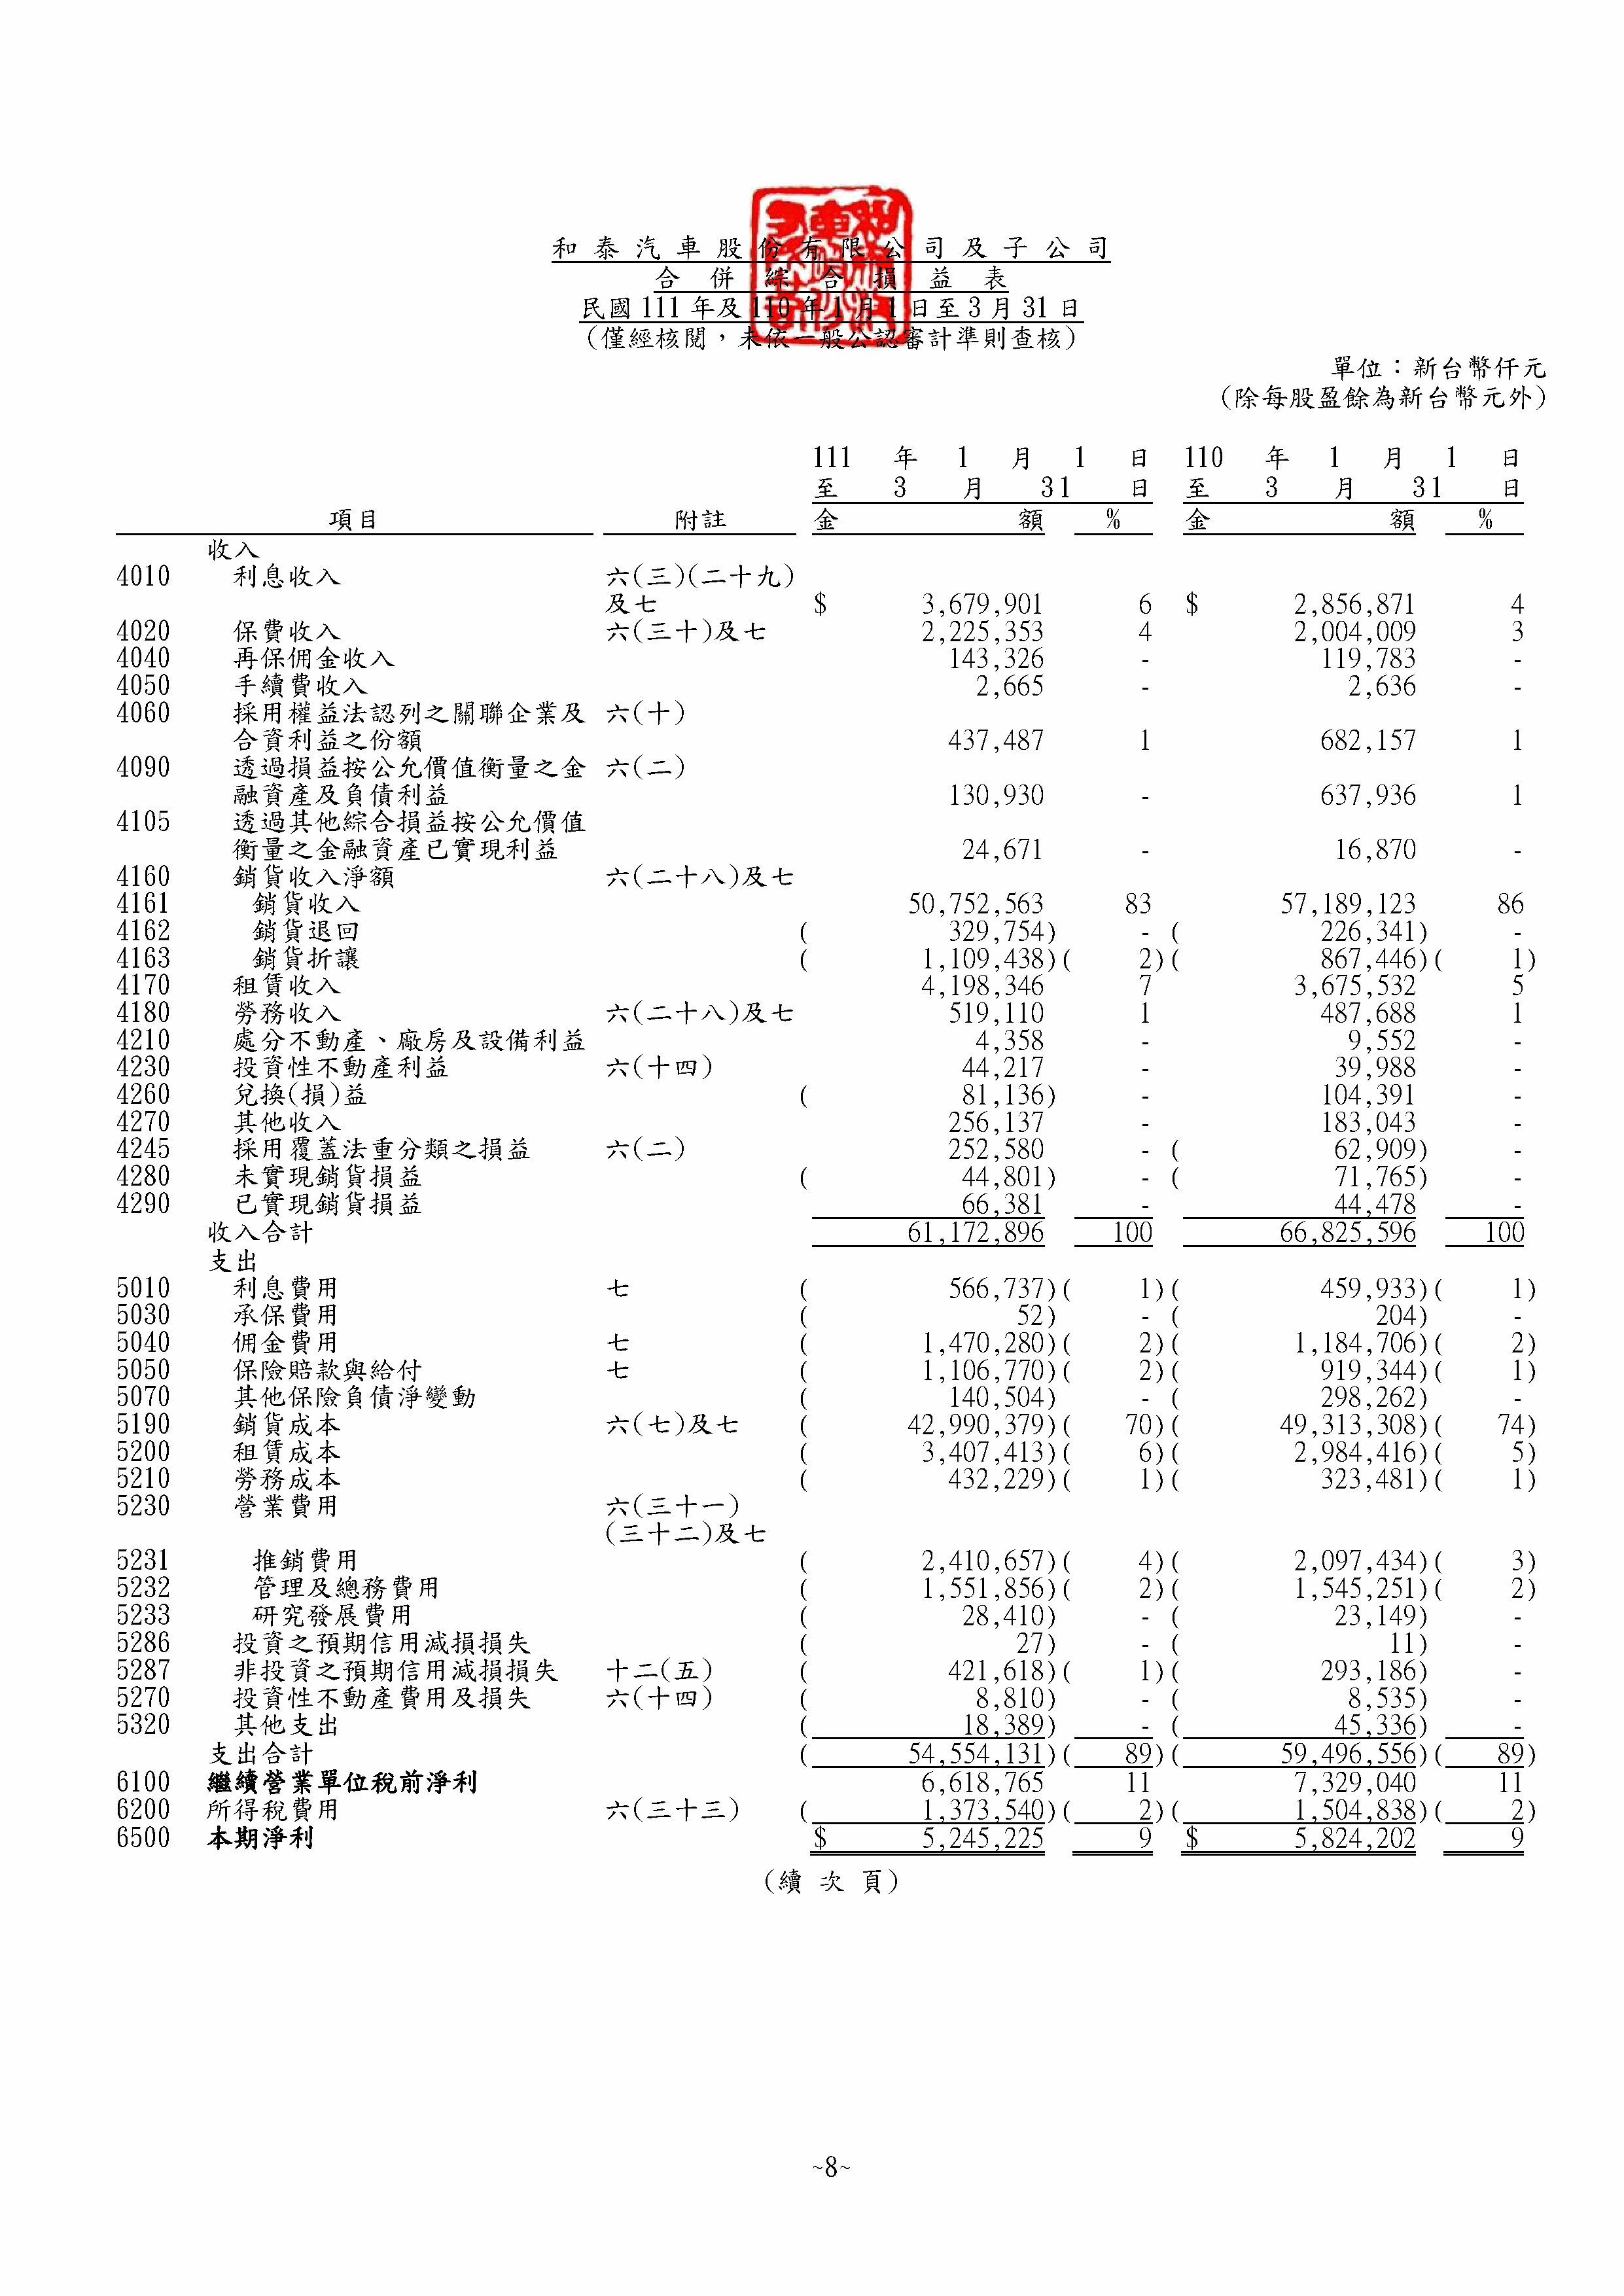 和泰汽車股份有限公司及子公司
合併綜合損益表
民國 111 年及 110 年 1 月 1 日至 3 月 31 日
(僅經核閱,未依一般公認審計準則查核)
單位:新台幣仟元
(除每股盈餘為新台幣元外)
111 年 1 月 1 日 110 年 1 月 1 日
至 3 月 31 日 至 3 月 31 日
項目 附註 金 額 % 金 額 %
收入
4010 利息收入 六(三)(二十九)
及七 $ 3,679,901 6 $ 2,856,871 4
4020 保費收入 六(三十)及七 2,225,353 4 2,004,009 3
4040 再保佣金收入 143,326 - 119,783 -
4050 手續費收入 2,665 - 2,636 -
4060 採用權益法認列之關聯企業及 六(十)
合資利益之份額 437,487 1 682,157 1
4090 透過損益按公允價值衡量之金 六(二)
融資產及負債利益 130,930 - 637,936 1
4105 透過其他綜合損益按公允價值
衡量之金融資產已實現利益 24,671 - 16,870 -
4160 銷貨收入淨額 六(二十八)及七
4161 銷貨收入 50,752,563 83 57,189,123 86
4162 銷貨退回 ( 329,754) - ( 226,341) -
4163 銷貨折讓 ( 1,109,438)( 2)( 867,446)( 1)
4170 租賃收入 4,198,346 7 3,675,532 5
4180 勞務收入 六(二十八)及七 519,110 1 487,688 1
4210 處分不動產、廠房及設備利益 4,358 - 9,552 -
4230 投資性不動產利益 六(十四) 44,217 - 39,988 -
4260 兌換(損)益 ( 81,136) - 104,391 -
4270 其他收入 256,137 - 183,043 -
4245 採用覆蓋法重分類之損益 六(二) 252,580 - ( 62,909) -
4280 未實現銷貨損益 ( 44,801) - ( 71,765) -
4290 已實現銷貨損益 66,381 - 44,478 -
收入合計 61,172,896 100 66,825,596 100
支出
5010 利息費用 七 ( 566,737)( 1)( 459,933)( 1)
5030 承保費用 ( 52) - ( 204) -
5040 佣金費用 七 ( 1,470,280)( 2)( 1,184,706)( 2)
5050 保險賠款與給付 七 ( 1,106,770)( 2)( 919,344)( 1)
5070 其他保險負債淨變動 ( 140,504) - ( 298,262) -
5190 銷貨成本 六(七)及七 ( 42,990,379)( 70)( 49,313,308)( 74)
5200 租賃成本 ( 3,407,413)( 6)( 2,984,416)( 5)
5210 勞務成本 ( 432,229)( 1)( 323,481)( 1)
5230 營業費用 六(三十一)
(三十二)及七
5231 推銷費用 ( 2,410,657)( 4)( 2,097,434)( 3)
5232 管理及總務費用 ( 1,551,856)( 2)( 1,545,251)( 2)
5233 研究發展費用 ( 28,410) - ( 23,149) -
5286 投資之預期信用減損損失 ( 27) - ( 11) -
5287 非投資之預期信用減損損失 十二(五) ( 421,618)( 1)( 293,186) -
5270 投資性不動產費用及損失 六(十四) ( 8,810) - ( 8,535) -
5320 其他支出 ( 18,389) - ( 45,336) -
支出合計 ( 54,554,131)( 89)( 59,496,556)( 89)
6100 繼續營業單位稅前淨利 6,618,765 11 7,329,040 11
6200 所得稅費用 六(三十三) ( 1,373,540)( 2)( 1,504,838)( 2)
6500 本期淨利 $ 5,245,225 9 $ 5,824,202 9
(續 次 頁)
~8~